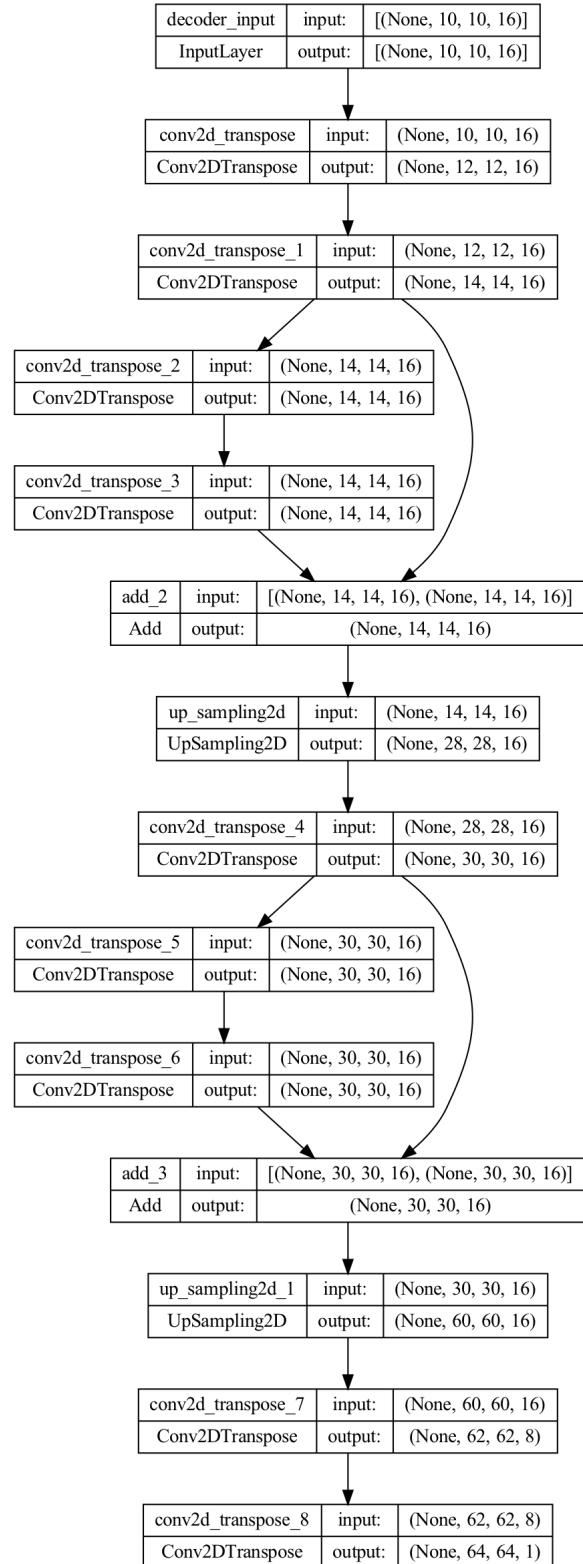 decoder_input input: [(None, 10, 10, 16)]
InputLayer output: [(None, 10, 10, 16)]
conv2d_transpose input: (None, 10, 10, 16)
Conv2DTranspose output: (None, 12, 12, 16)
conv2d_transpose_1 input: (None, 12, 12, 16)
Conv2DTranspose output: (None, 14, 14, 16)
conv2d_transpose_2 input: (None, 14, 14, 16)
Conv2DTranspose output: (None, 14, 14, 16)
conv2d_transpose_3 input: (None, 14, 14, 16)
Conv2DTranspose output: (None, 14, 14, 16)
add_2 input: [(None, 14, 14, 16), (None, 14, 14, 16)]
Add output: (None, 14, 14, 16)
up_sampling2d input: (None, 14, 14, 16)
UpSampling2D output: (None, 28, 28, 16)
conv2d_transpose_4 input: (None, 28, 28, 16)
Conv2DTranspose output: (None, 30, 30, 16)
conv2d_transpose_5 input: (None, 30, 30, 16)
Conv2DTranspose output: (None, 30, 30, 16)
conv2d_transpose_6 input: (None, 30, 30, 16)
Conv2DTranspose output: (None, 30, 30, 16)
add_3 input: [(None, 30, 30, 16), (None, 30, 30, 16)]
Add output: (None, 30, 30, 16)
up_sampling2d_1 input: (None, 30, 30, 16)
UpSampling2D output: (None, 60, 60, 16)
conv2d_transpose_7 input: (None, 60, 60, 16)
Conv2DTranspose output: (None, 62, 62, 8)
conv2d_transpose_8 input: (None, 62, 62, 8)
Conv2DTranspose output: (None, 64, 64, 1)